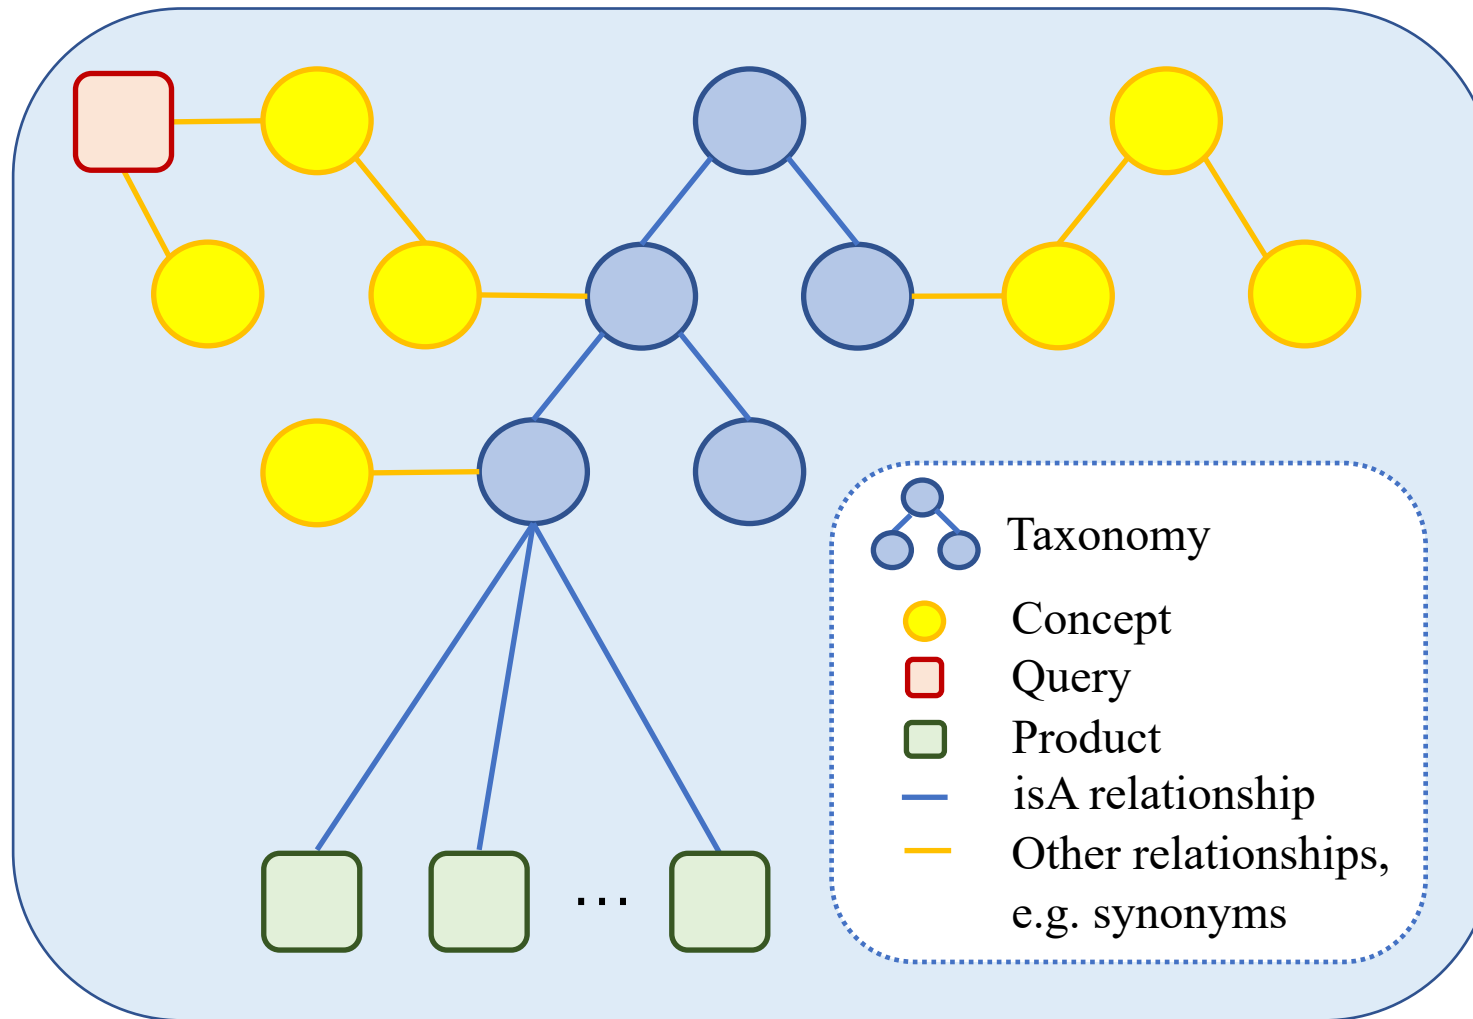 Taxonomy
Concept
Query
Product
isA relationship
Other relationships,
e.g. synonyms
...